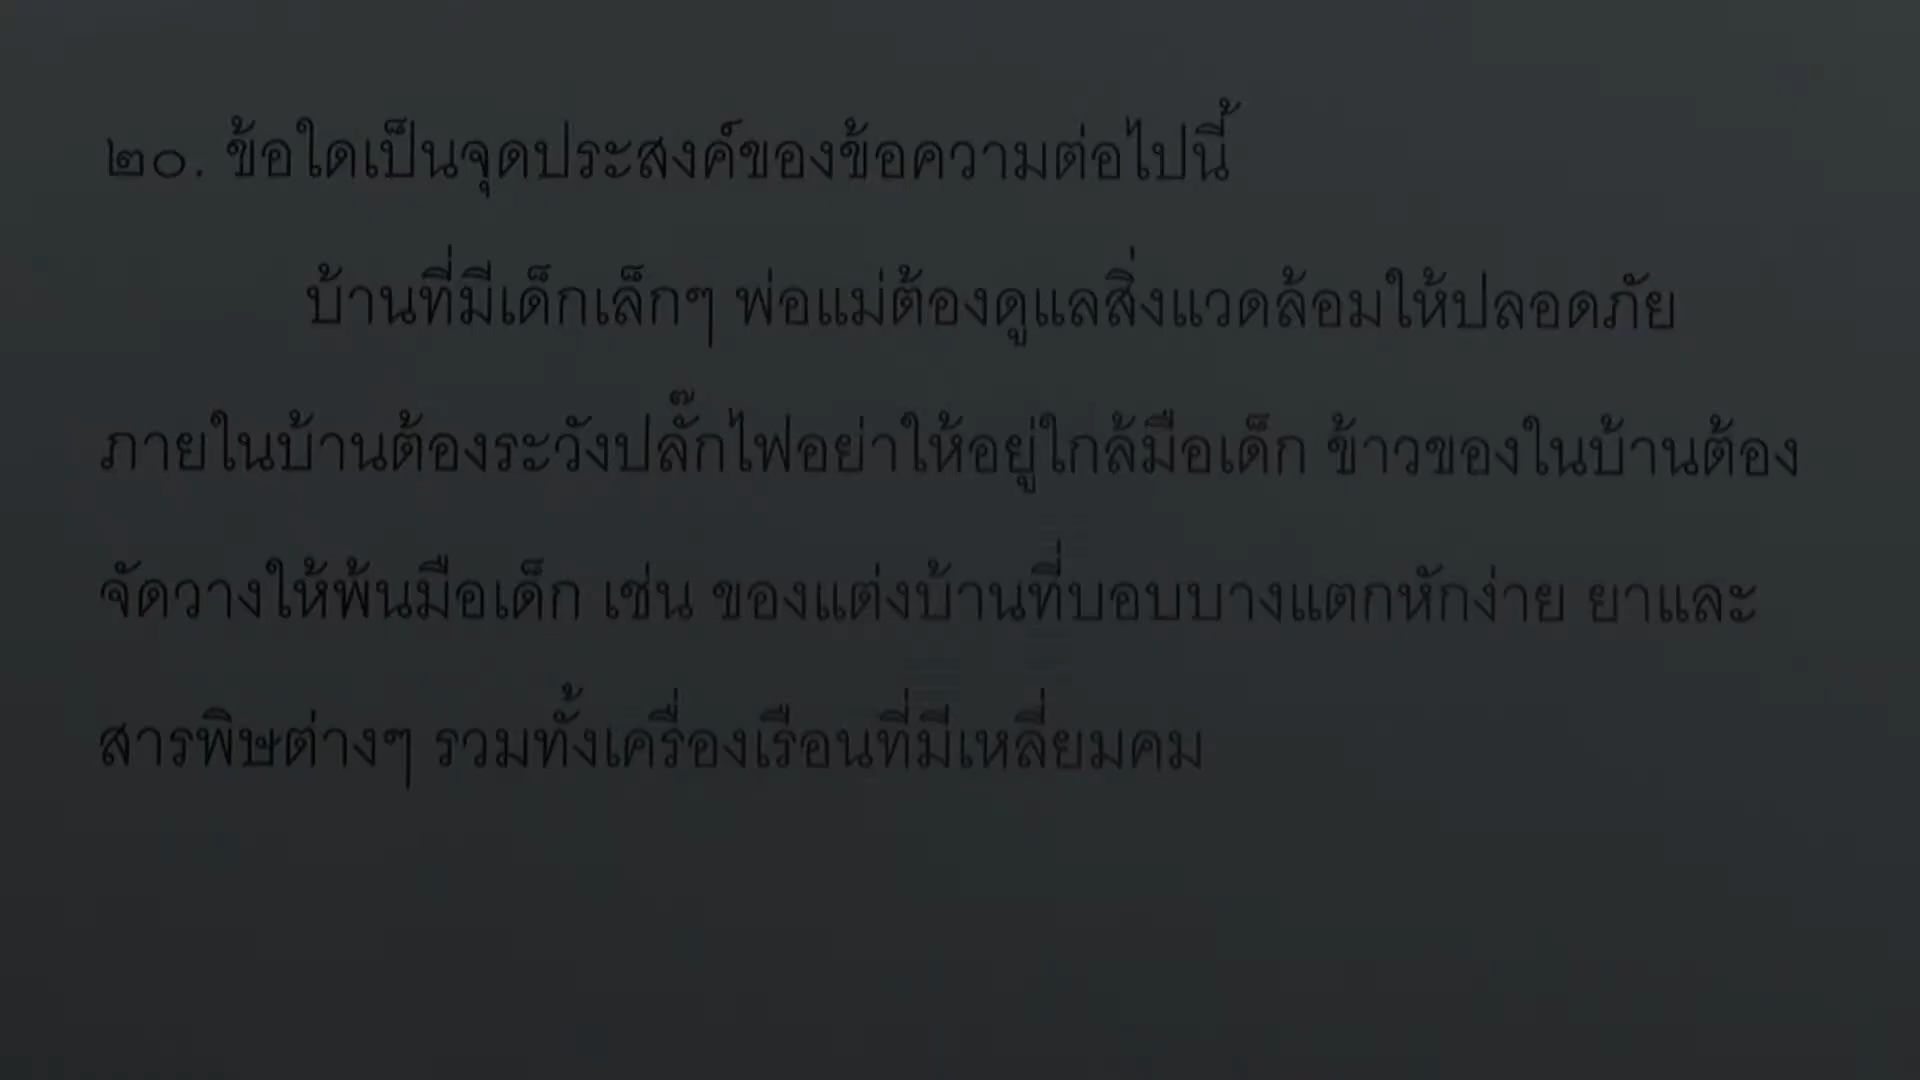 ๒๐. ข้อใดเป็นจุดประสงค์ของข้อความต่อไปนี้
บ้านที่มีเด็กเล็กๆ พ่อแม่ต้องดูแลสิ่งแวดล้อมให้ปลอดภัย
ภายในบ้านต้องระวังปลั๊กไฟอย่าให้อยู่ใกล้มือเด็ก ข้าวของในบ้านต้อง
จัดวางให้พ้นมือเด็ก เช่น ของแต่งบ้านที่บอบบางแตกหักง่าย ยาและ
สารพิษต่างๆ รวมทั้งเครื่องเรือนที่มีเหลี่ยมคม